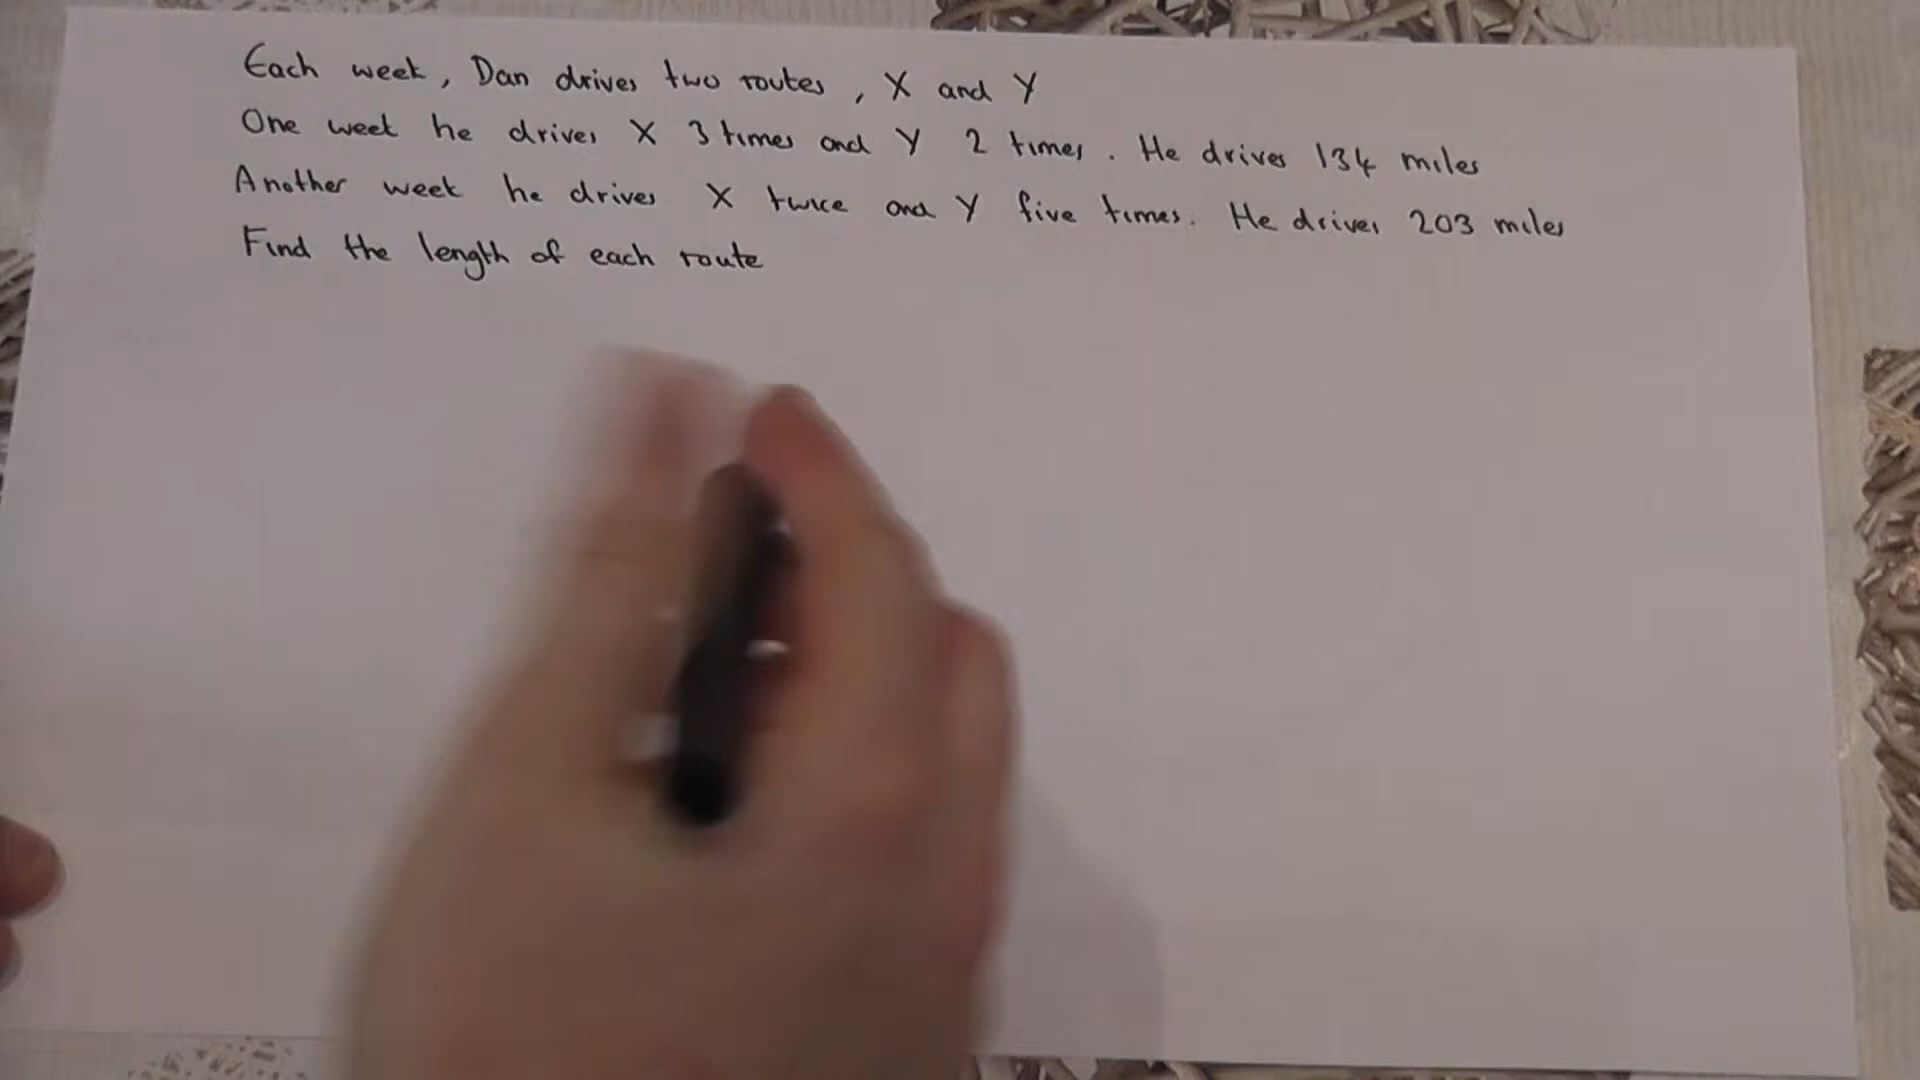 Each week, Dan drives two routes, X and Y
One week he drives X 3 times and Y 2 times. He drives 134 miles
Another week he drives X twice and Y five times. He drives 203 miles
Find the length of each route